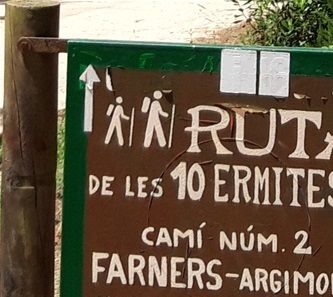 RUTA
DE LES 10 ERMITES
CAMÍ NÚM. 2
FARNERS-ARGIMO